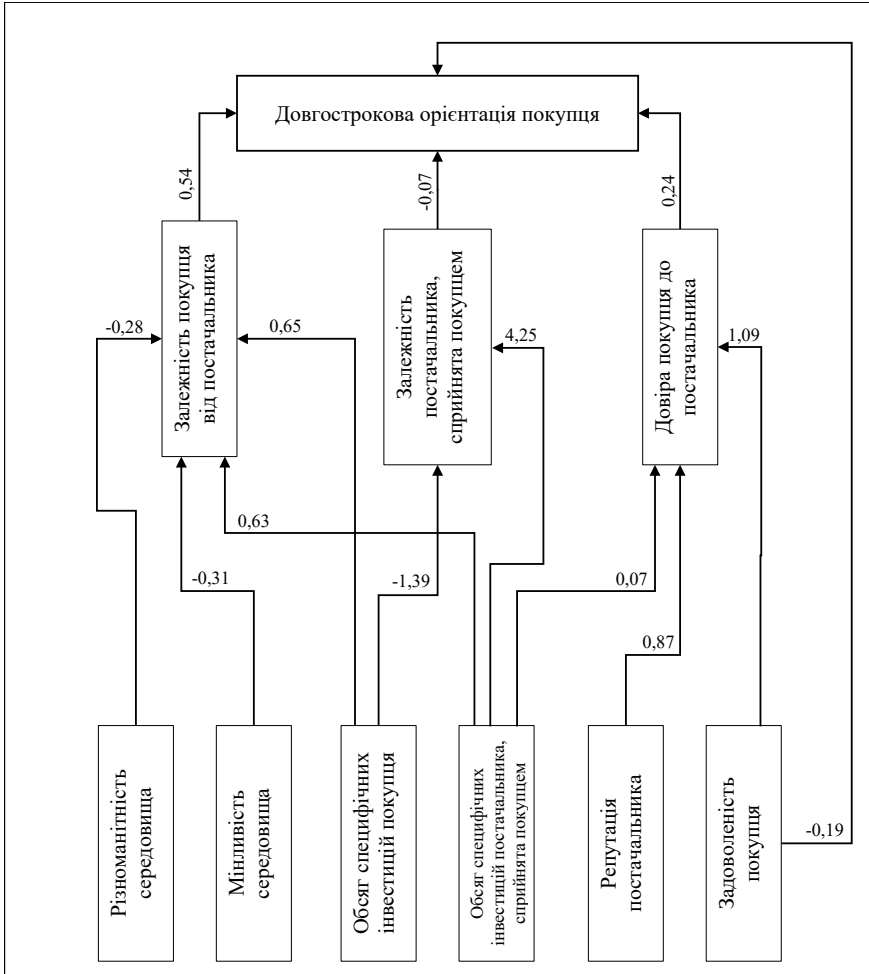 Довгострокова орієнтація покупця
0,54
-0,07
0,24
Залежність покупця
від постачальника
Залежність
постачальника,
сприйнята покупцем
Довіра покупця до
постачальника
-0,28
0,65
4,25
1,09
0,63
-0,31
-1,39
0,07
0,87
-0,19
Різноманітність
середовища
Мінливість
середовища
Обсяг специфічних
інвестицій покупця
Обсяг специфічних
інвестицій постачальника,
сприйнята покупцем
Репутація
постачальника
Задоволеність
покупця